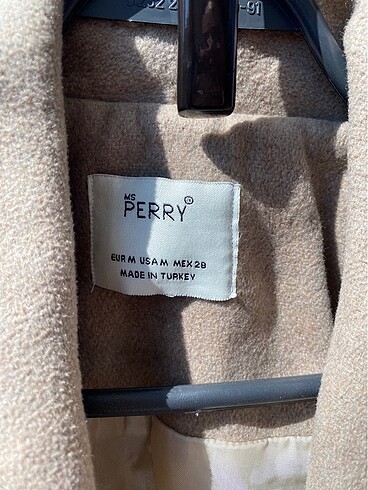 MS
PERRY
EUR M USA M MEX 28
MADE IN TURKEY